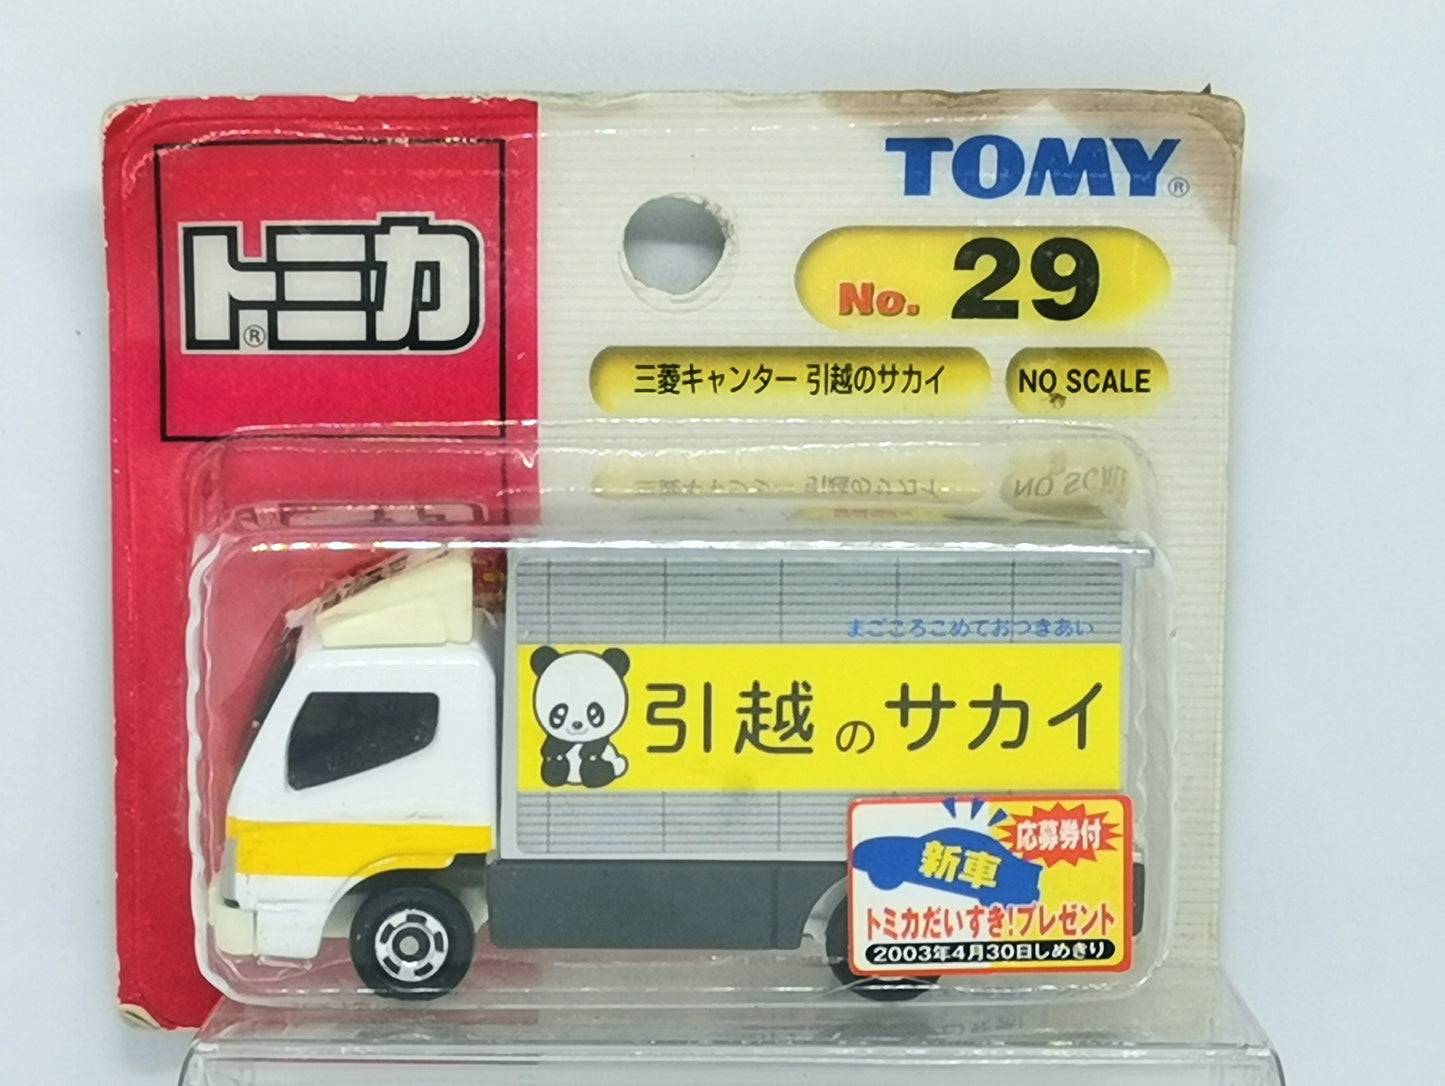 トミカ®
TOMY®
No. 29
三菱キャンター 引越のサカイ
NO SCALE
まごころこめておつきあい
引越のサカイ
応募券付
新車
トミカだいすき!プレゼント
2003年4月30日しめきり